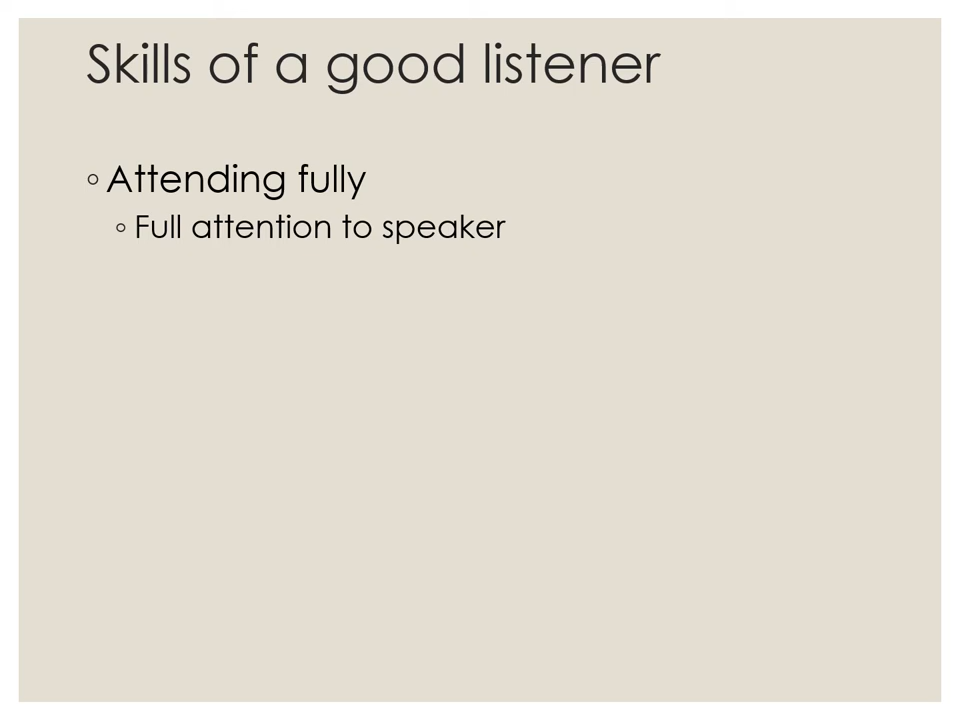 Skills of a good listener
◦ Attending fully
◦ Full attention to speaker